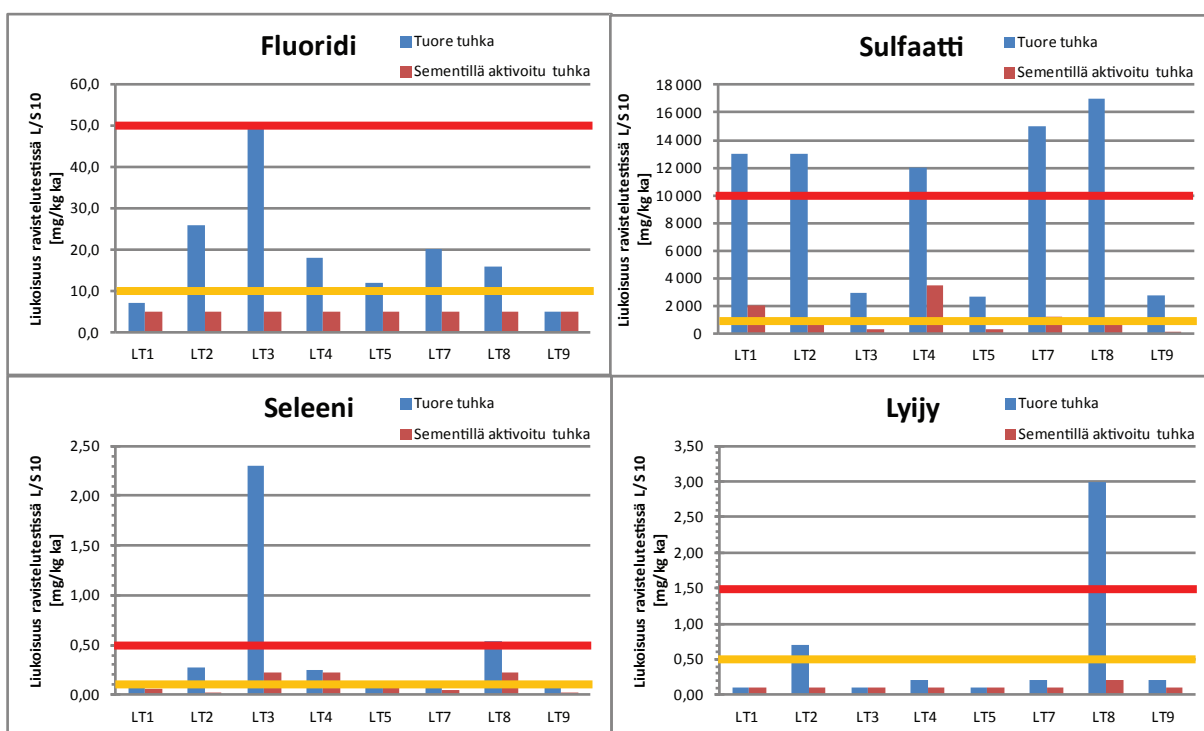 Fluoridi
Tuore tuhka
Sementillä aktivoitu tuhka
Liukoisuus ravistelutestissä L/S 10
[mg/kg ka]
60,0
50,0
40,0
30,0
20,0
10,0
0,0
LT1 LT2 LT3 LT4 LT5 LT7 LT8 LT9
Sulfaatti
Tuore tuhka
Sementillä aktivoitu tuhka
Liukoisuus ravistelutestissä L/S 10
[mg/kg ka]
18 000
16 000
14 000
12 000
10 000
8 000
6 000
4 000
2 000
0
LT1 LT2 LT3 LT4 LT5 LT7 LT8 LT9
Seleeni
Tuore tuhka
Sementillä aktivoitu tuhka
Liukoisuus ravistelutestissä L/S 10
[mg/kg ka]
2,50
2,00
1,50
1,00
0,50
0,00
LT1 LT2 LT3 LT4 LT5 LT7 LT8 LT9
Lyijy
Tuore tuhka
Sementillä aktivoitu tuhka
Liukoisuus ravistelutestissä L/S 10
[mg/kg ka]
3,50
3,00
2,50
2,00
1,50
1,00
0,50
0,00
LT1 LT2 LT3 LT4 LT5 LT7 LT8 LT9